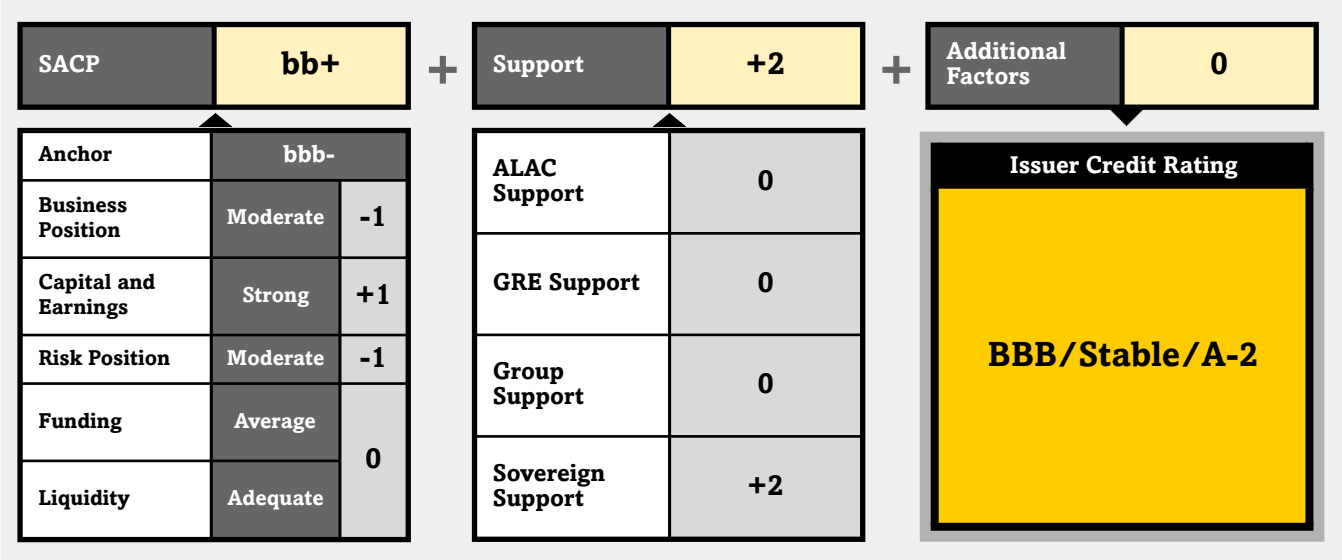 SACP
bb+
+
Support
+2
+
Additional
Factors
0
Anchor
bbb-
Business
Position
Moderate
-1
Capital and
Earnings
Strong
+1
Risk Position
Moderate
-1
Funding
Average
0
Liquidity
Adequate
ALAC
Support
0
GRE Support
0
Group
Support
0
Sovereign
Support
+2
Issuer Credit Rating
BBB/Stable/A-2